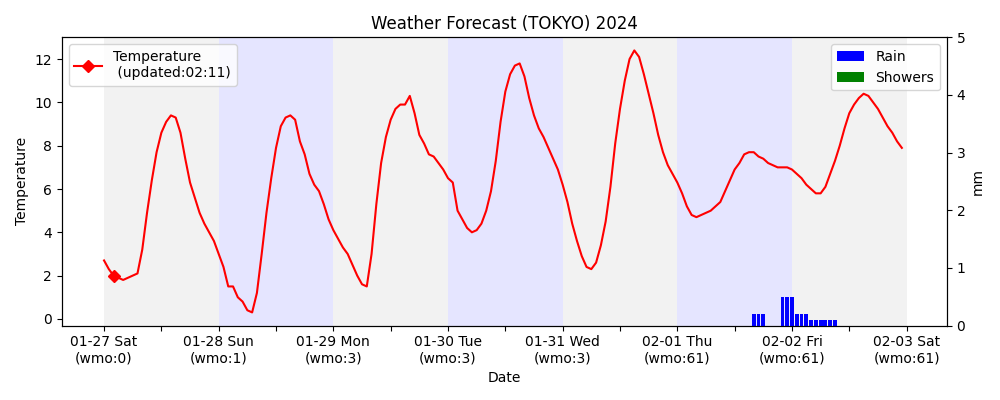 Weather Forecast (TOKYO) 2024
Temperature
(updated:02:11)
Rain
Showers
Temperature
12
10
8
6
4
2
0
5
4
3
2
1
0
mm
01-27 Sat 01-28 Sun 01-29 Mon 01-30 Tue 01-31 Wed 02-01 Thu 02-02 Fri 02-03 Sat
(wmo:0) (wmo:1) (wmo:3) (wmo:3) (wmo:3) (wmo:61) (wmo:61) (wmo:61)
Date